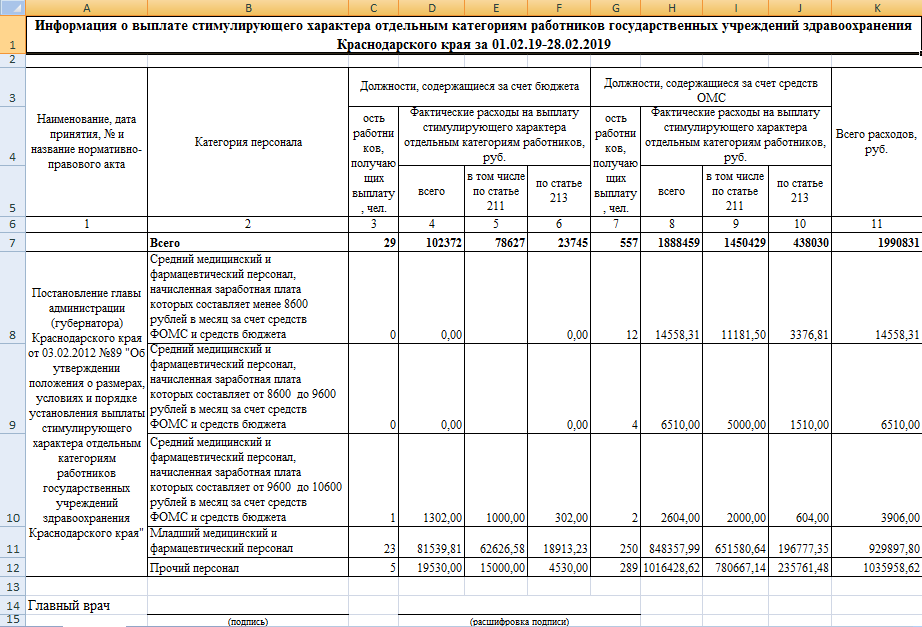 A B C D E F G H I J K
1 Информация о выплате стимулирующего характера отдельным категориям работников государственных учреждений здравоохранения
Краснодарского края за 01.02.19-28.02.2019
2
3
4
5
Наименование, дата
принятия, № и
название нормативно-
правового акта
Категория персонала
Должности, содержащиеся за счет бюджета
ость
работни
ков,
получаю
щих
выплату
, чел.
Фактические расходы на выплату
стимулирующего характера
отдельным категориям работников,
руб.
всего
в том числе
по статье
211
по статье
213
Должности, содержащиеся за счет средств
ОМС
ость
работни
ков,
получаю
щих
выплату
, чел.
Фактические расходы на выплату
стимулирующего характера
отдельным категориям работников,
руб.
всего
в том числе
по статье
211
по статье
213
Всего расходов,
руб.
6 1 2 3 4 5 6 7 8 9 10 11
7 Всего 29 102372 78627 23745 557 1888459 1450429 438030 1990831
Постановление главы
администрации
(губернатора)
Краснодарского края
от 03.02.2012 №89 "Об
утверждении
положения о размерах,
условиях и порядке
установления выплаты
стимулирующего
характера отдельным
категориям
работников
государственных
учреждений
здравоохранения
Краснодарского края"
Средний медицинский и
фармацевтический персонал,
начисленная заработная плата
которых составляет менее 8600
рублей в месяц за счет средств
8 ФОМС и средств бюджета 0 0,00 0,00 12 14558,31 11181,50 3376,81 14558,31
Средний медицинский и
фармацевтический персонал,
начисленная заработная плата
которых составляет от 8600 до 9600
рублей в месяц за счет средств
9 ФОМС и средств бюджета 0 0,00 0,00 4 6510,00 5000,00 1510,00 6510,00
Средний медицинский и
фармацевтический персонал,
начисленная заработная плата
которых составляет от 9600 до 10600
рублей в месяц за счет средств
10 ФОМС и средств бюджета 1 1302,00 1000,00 302,00 2 2604,00 2000,00 604,00 3906,00
Младший медицинский и
11 фармацевтический персонал 23 81539,81 62626,58 18913,23 250 848357,99 651580,64 196777,35 929897,80
12 Прочий персонал 5 19530,00 15000,00 4530,00 289 1016428,62 780667,14 235761,48 1035958,62
13
14 Главный врач
15 (подпись) (расшифровка подписи)